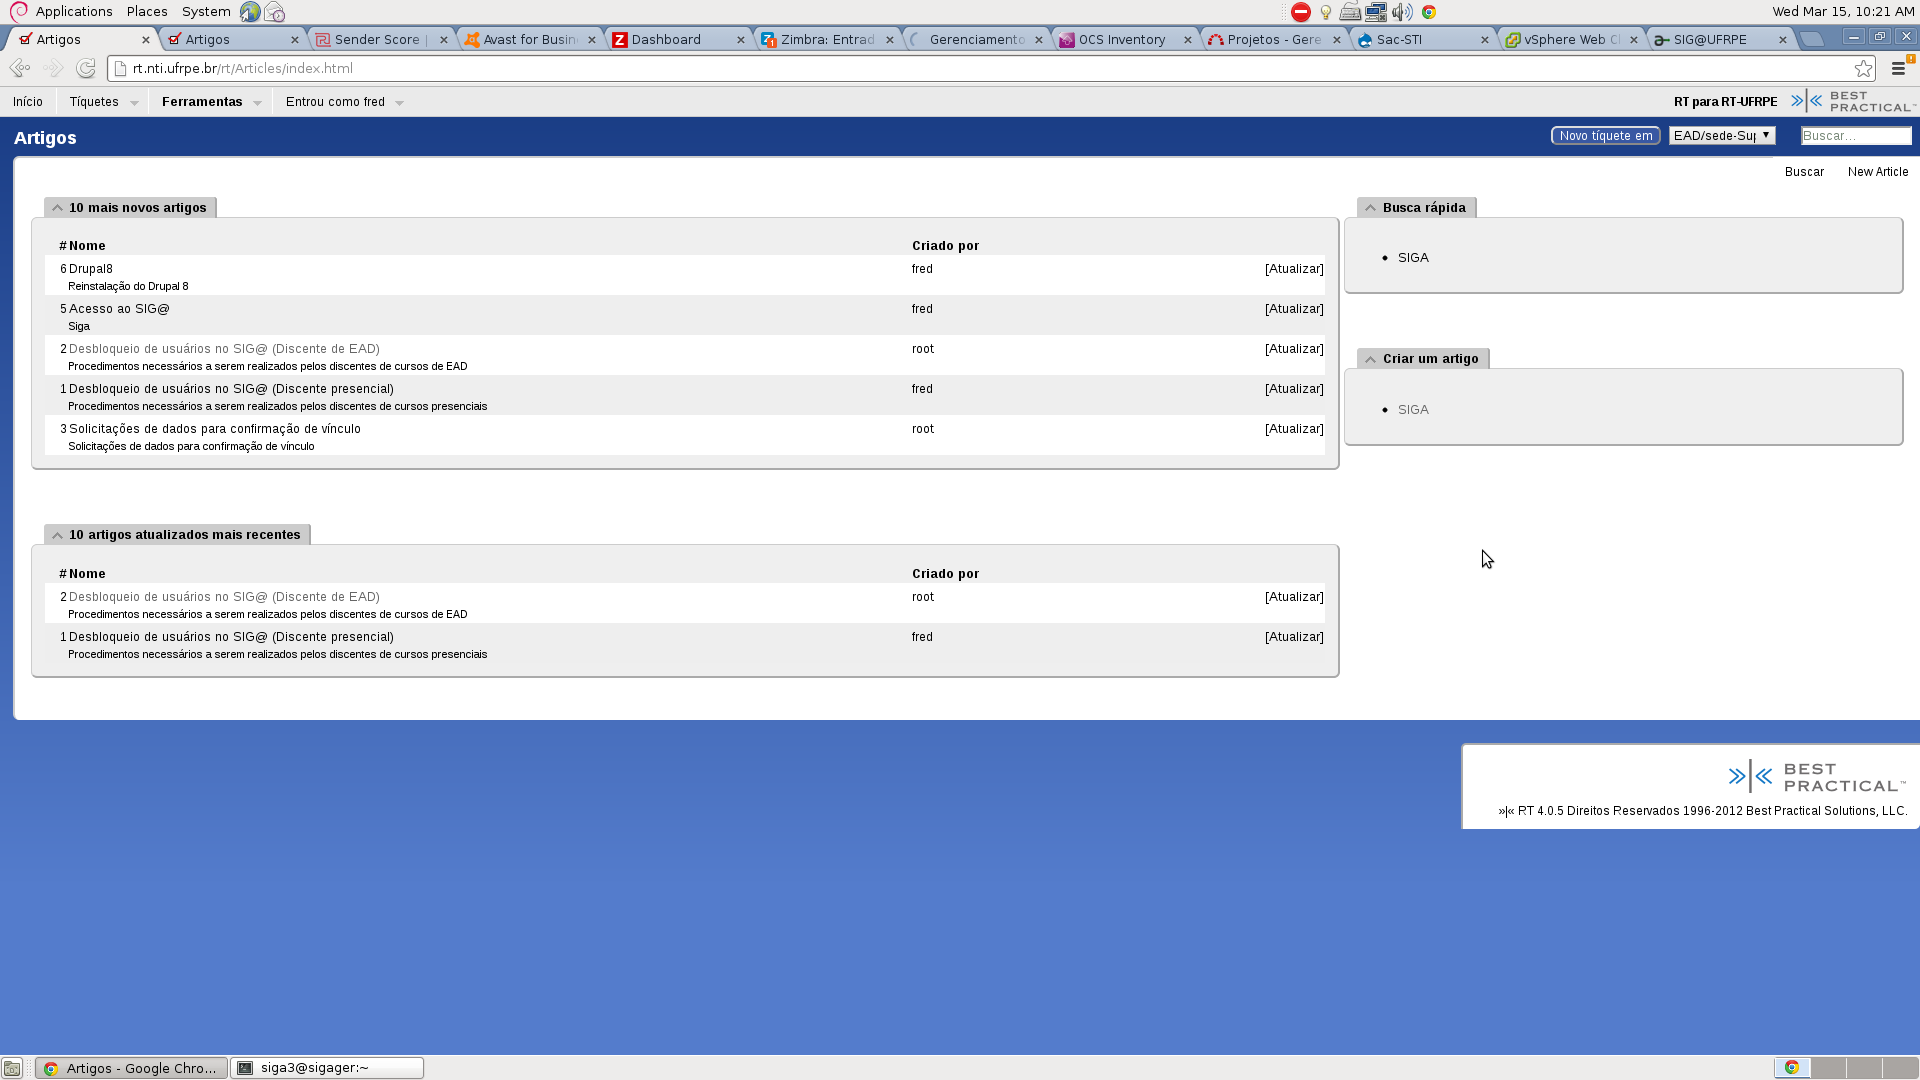 Applications Places System Wed Mar 15, 10:21 AM
Artigos Artigos Sender Score | Avast for Busin Dashboard Zimbra: Entrad Gerenciamento OCS Inventory Projetos - Gere Sac-STI vSphere Web Cl SIG@UFRPE
rt.nti.ufrpe.br/rt/Articles/index.html
Início Tíquetes Ferramentas Entrou como fred RT para RT-UFRPE BEST
PRACTICAL™
Artigos Novo tíquete em EAD/sede-Sup Buscar...
Buscar New Article
10 mais novos artigos
# Nome Criado por
6 Drupal8 fred [Atualizar]
Reinstalação do Drupal 8
5 Acesso ao SIG@ fred [Atualizar]
Siga
2 Desbloqueio de usuários no SIG@ (Discente de EAD) root [Atualizar]
Procedimentos necessários a serem realizados pelos discentes de cursos de EAD
1 Desbloqueio de usuários no SIG@ (Discente presencial) fred [Atualizar]
Procedimentos necessários a serem realizados pelos discentes de cursos presenciais
3 Solicitações de dados para confirmação de vínculo root [Atualizar]
Solicitações de dados para confirmação de vínculo
Busca rápida
SIGA
Criar um artigo
SIGA
10 artigos atualizados mais recentes
# Nome Criado por
2 Desbloqueio de usuários no SIG@ (Discente de EAD) root [Atualizar]
Procedimentos necessários a serem realizados pelos discentes de cursos de EAD
1 Desbloqueio de usuários no SIG@ (Discente presencial) fred [Atualizar]
Procedimentos necessários a serem realizados pelos discentes de cursos presenciais
BEST
PRACTICAL™
»|« RT 4.0.5 Direitos Reservados 1996-2012 Best Practical Solutions, LLC.
Artigos - Google Chro... siga3@sigager:~